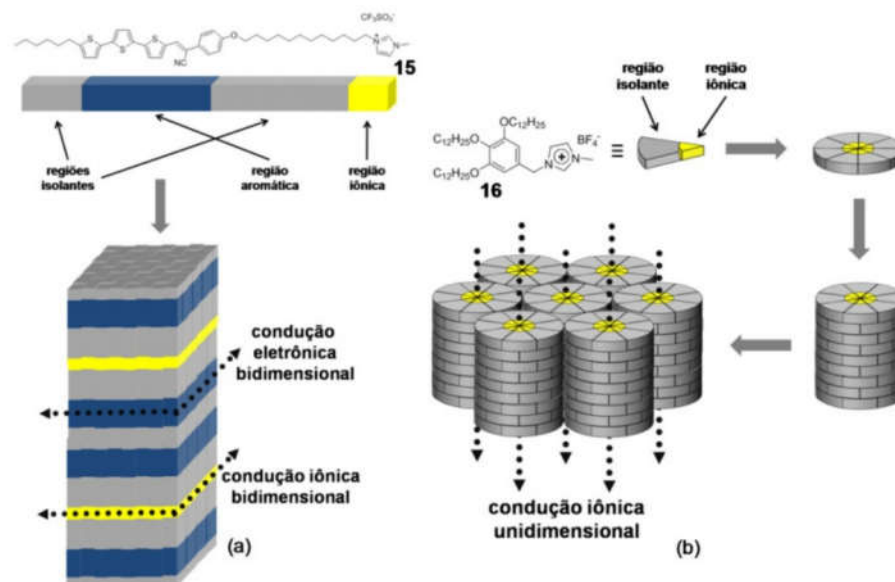 CF₃SO₃⁻
NC
O
S
S
S
N
N
+
15
regiões
isolantes
região
aromática
região
iônica
condução
eletrônica
bidimensional
condução iônica
bidimensional
(a)
região
isolante
região
iônica
OC₁₂H₂₅
C₁₂H₂₅O
C₁₂H₂₅O
BF₄⁻
N
N
+
≡
16
condução iônica
unidimensional
(b)